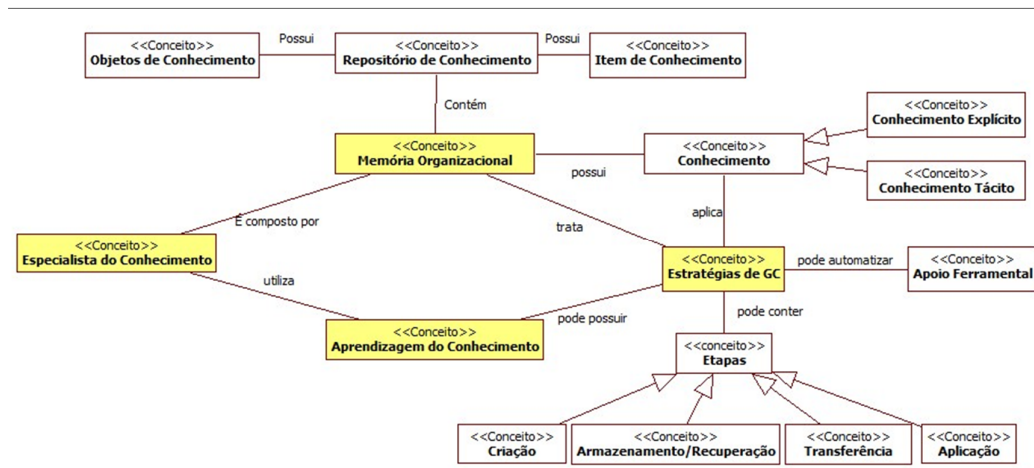 <<Conceito>>
Objetos de Conhecimento
Possui
<<Conceito>>
Repositório de Conhecimento
Possui
<<Conceito>>
Item de Conhecimento
Contém
<<Conceito>>
Memória Organizacional
possui
<<Conceito>>
Conhecimento
<<Conceito>>
Conhecimento Explícito
<<Conceito>>
Conhecimento Tácito
É composto por
trata
aplica
<<Conceito>>
Especialista do Conhecimento
utiliza
<<Conceito>>
Estratégias de GC
pode automatizar
<<Conceito>>
Apoio Ferramental
<<Conceito>>
Aprendizagem do Conhecimento
pode possuir
pode conter
<<conceito>>
Etapas
<<Conceito>>
Criação
<<Conceito>>
Armazenamento/Recuperação
<<Conceito>>
Transferência
<<Conceito>>
Aplicação